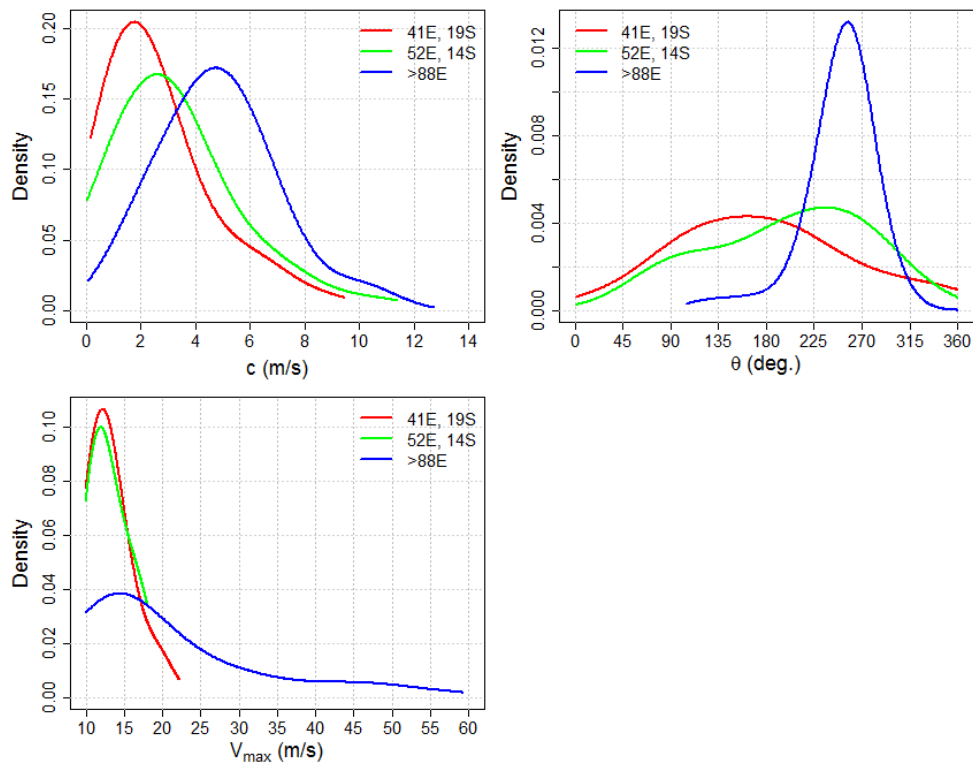 Density
0.00 0.05 0.10 0.15 0.20
41E, 19S
52E, 14S
>88E
0 2 4 6 8 10 12 14
c (m/s)
Density
0.000 0.004 0.008 0.012
41E, 19S
52E, 14S
>88E
0 45 90 135 180 225 270 315 360
θ (deg.)
Density
0.00 0.02 0.04 0.06 0.08 0.10
41E, 19S
52E, 14S
>88E
10 15 20 25 30 35 40 45 50 55 60
Vmax (m/s)